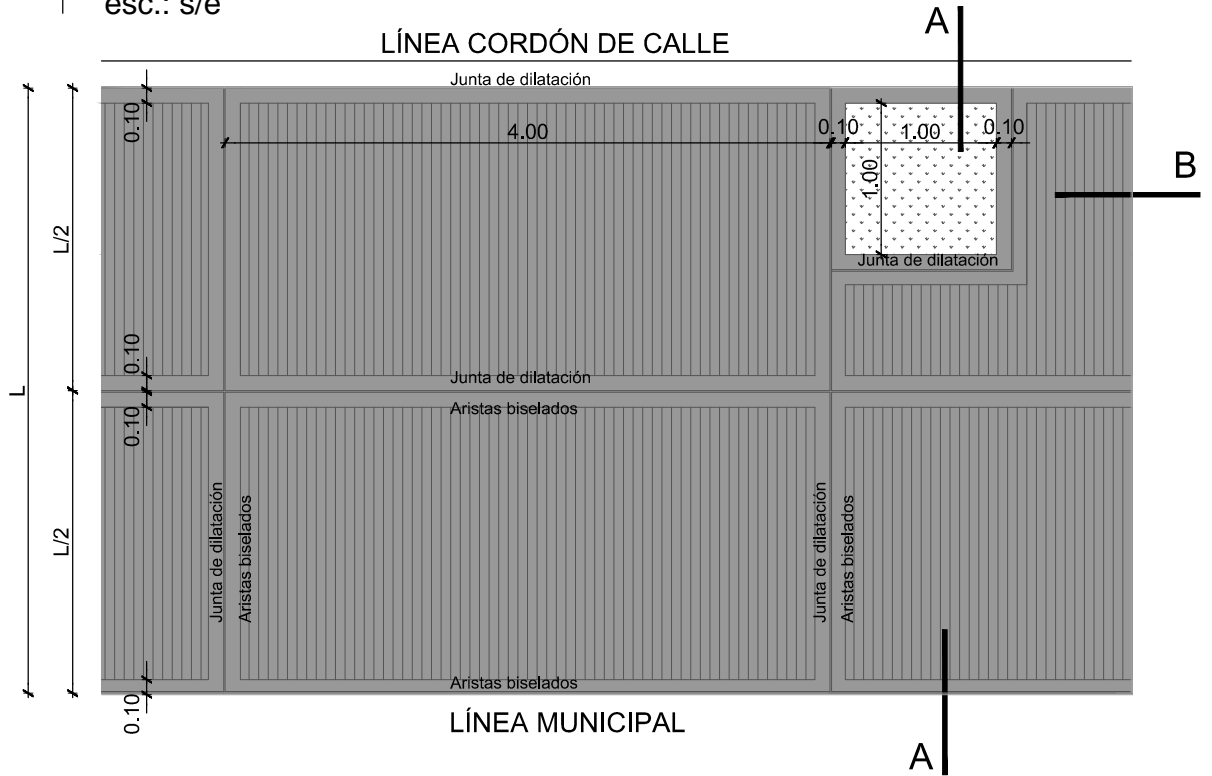 esc.: s/e
A
LÍNEA CORDÓN DE CALLE
Junta de dilatación
0.10
4.00
0.10
1.00
0.10
1.00
B
L/2
Junta de dilatación
0.10
Junta de dilatación
L
0.10
Aristas biselados
L/2
Junta de dilatación
Aristas biselados
Junta de dilatación
Aristas biselados
0.10
Aristas biselados
LÍNEA MUNICIPAL
A